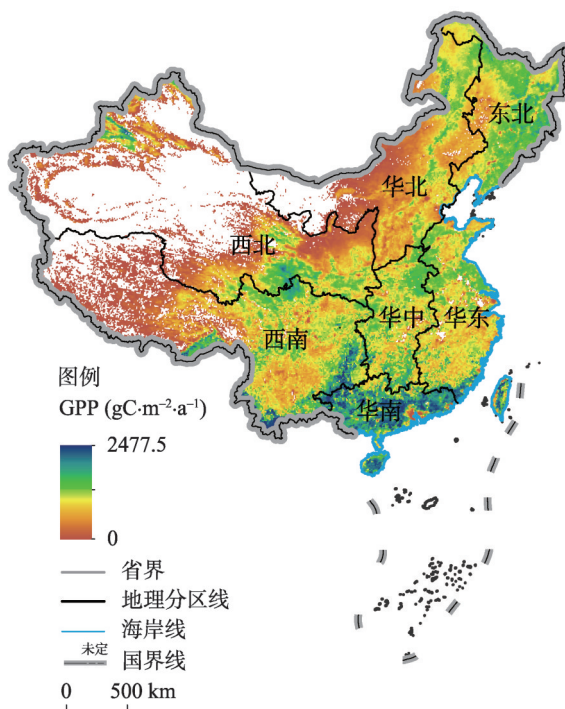 东北
华北
西北
西南
华中
华东
华南
图例
GPP (gC·m⁻²·a⁻¹)
2477.5
0
省界
地理分区线
海岸线
未定
国界线
0 500 km